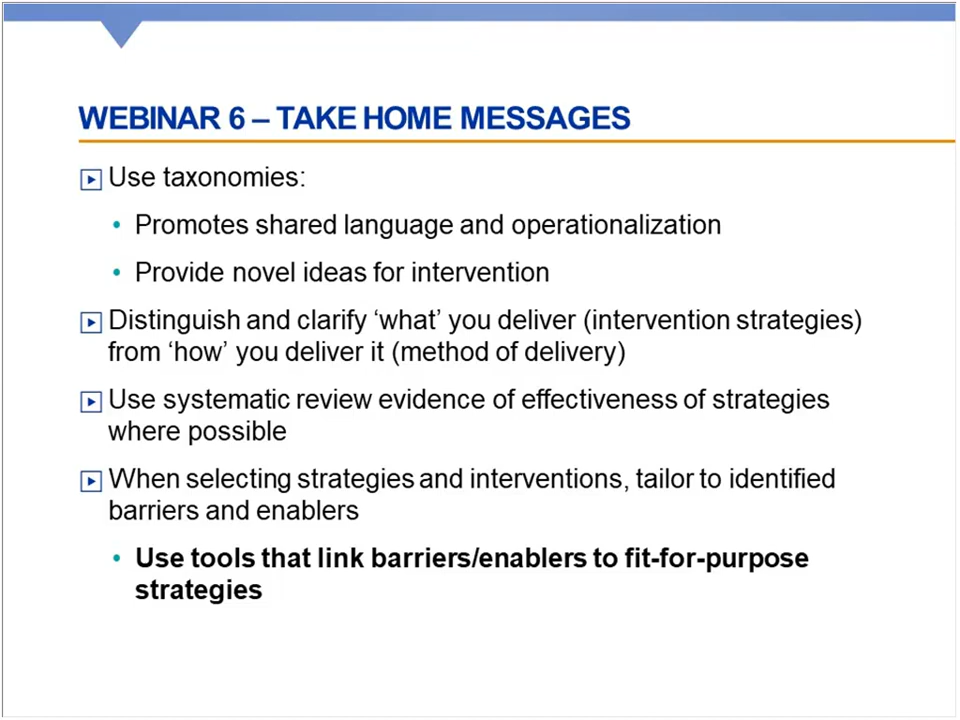 WEBINAR 6 – TAKE HOME MESSAGES
Use taxonomies:
• Promotes shared language and operationalization
• Provide novel ideas for intervention
Distinguish and clarify ‘what’ you deliver (intervention strategies)
from ‘how’ you deliver it (method of delivery)
Use systematic review evidence of effectiveness of strategies
where possible
When selecting strategies and interventions, tailor to identified
barriers and enablers
• Use tools that link barriers/enablers to fit-for-purpose
strategies